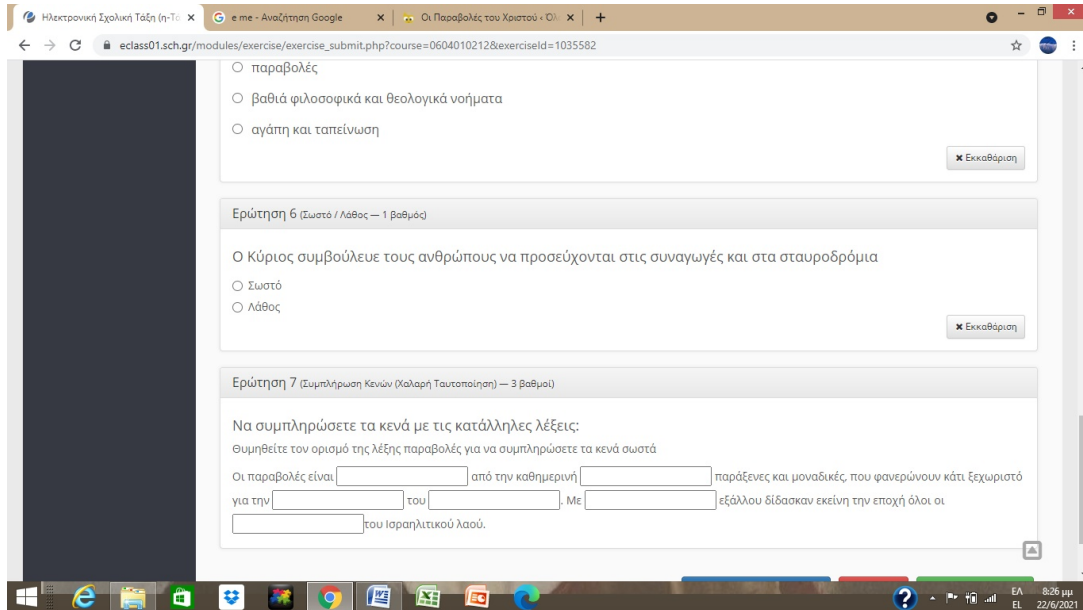 Ηλεκτρονική Σχολική Τάξη (η-Τά
e me - Αναζήτηση Google
Οι Παραβολές του Χριστού ‹ Όλ
eclass01.sch.gr/modules/exercise/exercise_submit.php?course=0604010212&exerciseId=1035582
παραβολές
βαθιά φιλοσοφικά και θεολογικά νοήματα
αγάπη και ταπείνωση
✖ Εκκαθάριση
Ερώτηση 6 (Σωστό / Λάθος — 1 βαθμός)
Ο Κύριος συμβούλευε τους ανθρώπους να προσεύχονται στις συναγωγές και στα σταυροδρόμια
Σωστό
Λάθος
✖ Εκκαθάριση
Ερώτηση 7 (Συμπλήρωση Κενών (Χαλαρή Ταυτοποίηση) — 3 βαθμοί)
Να συμπληρώσετε τα κενά με τις κατάλληλες λέξεις:
Θυμηθείτε τον ορισμό της λέξης παραβολές για να συμπληρώσετε τα κενά σωστά
Οι παραβολές είναι από την καθημερινή παράξενες και μοναδικές, που φανερώνουν κάτι ξεχωριστό
για την του . Με εξάλλου δίδασκαν εκείνη την εποχή όλοι οι
του Ισραηλιτικού λαού.
ΕΛ 8:26 μμ
EL 22/6/2021